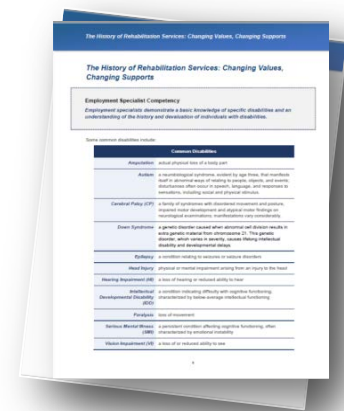 The History of Rehabilitation Services: Changing Values, Changing Supports
The History of Rehabilitation Services: Changing Values,
Changing Supports
Employment Specialist Competency
Employment specialists demonstrate a basic knowledge of specific disabilities and an
understanding of the history and devaluation of individuals with disabilities.
Some common disabilities include:
Common Disabilities
Amputation actual physical loss of a body part
Autism a neurobiological syndrome, evident by age three, that manifests
itself in abnormal ways of relating to people, objects, and events;
disturbances often occur in speech, language, and responses to
sensations, including social and physical stimulus.
Cerebral Palsy (CP) a family of syndromes with disordered movement and posture,
impaired motor development and atypical motor findings on
neurological examinations; manifestations vary considerably.
Down Syndrome a genetic disorder caused when abnormal cell division results in
extra genetic material from chromosome 21. This genetic
disorder, which varies in severity, causes lifelong intellectual
disability and developmental delays
Epilepsy a condition relating to seizures or seizure disorders
Head Injury physical or mental impairment arising from an injury to the head
Hearing Impairment (HI) a loss of hearing or reduced ability to hear
Intellectual a condition indicating difficulty with cognitive functioning;
Developmental Disability characterized by below average intellectual functioning
(IDD)
Paralysis loss of movement
Serious Mental Illness a persistent condition affecting cognitive functioning, often
(SMI) characterized by emotional instability
Vision Impairment (VI) a loss of or reduced ability to see